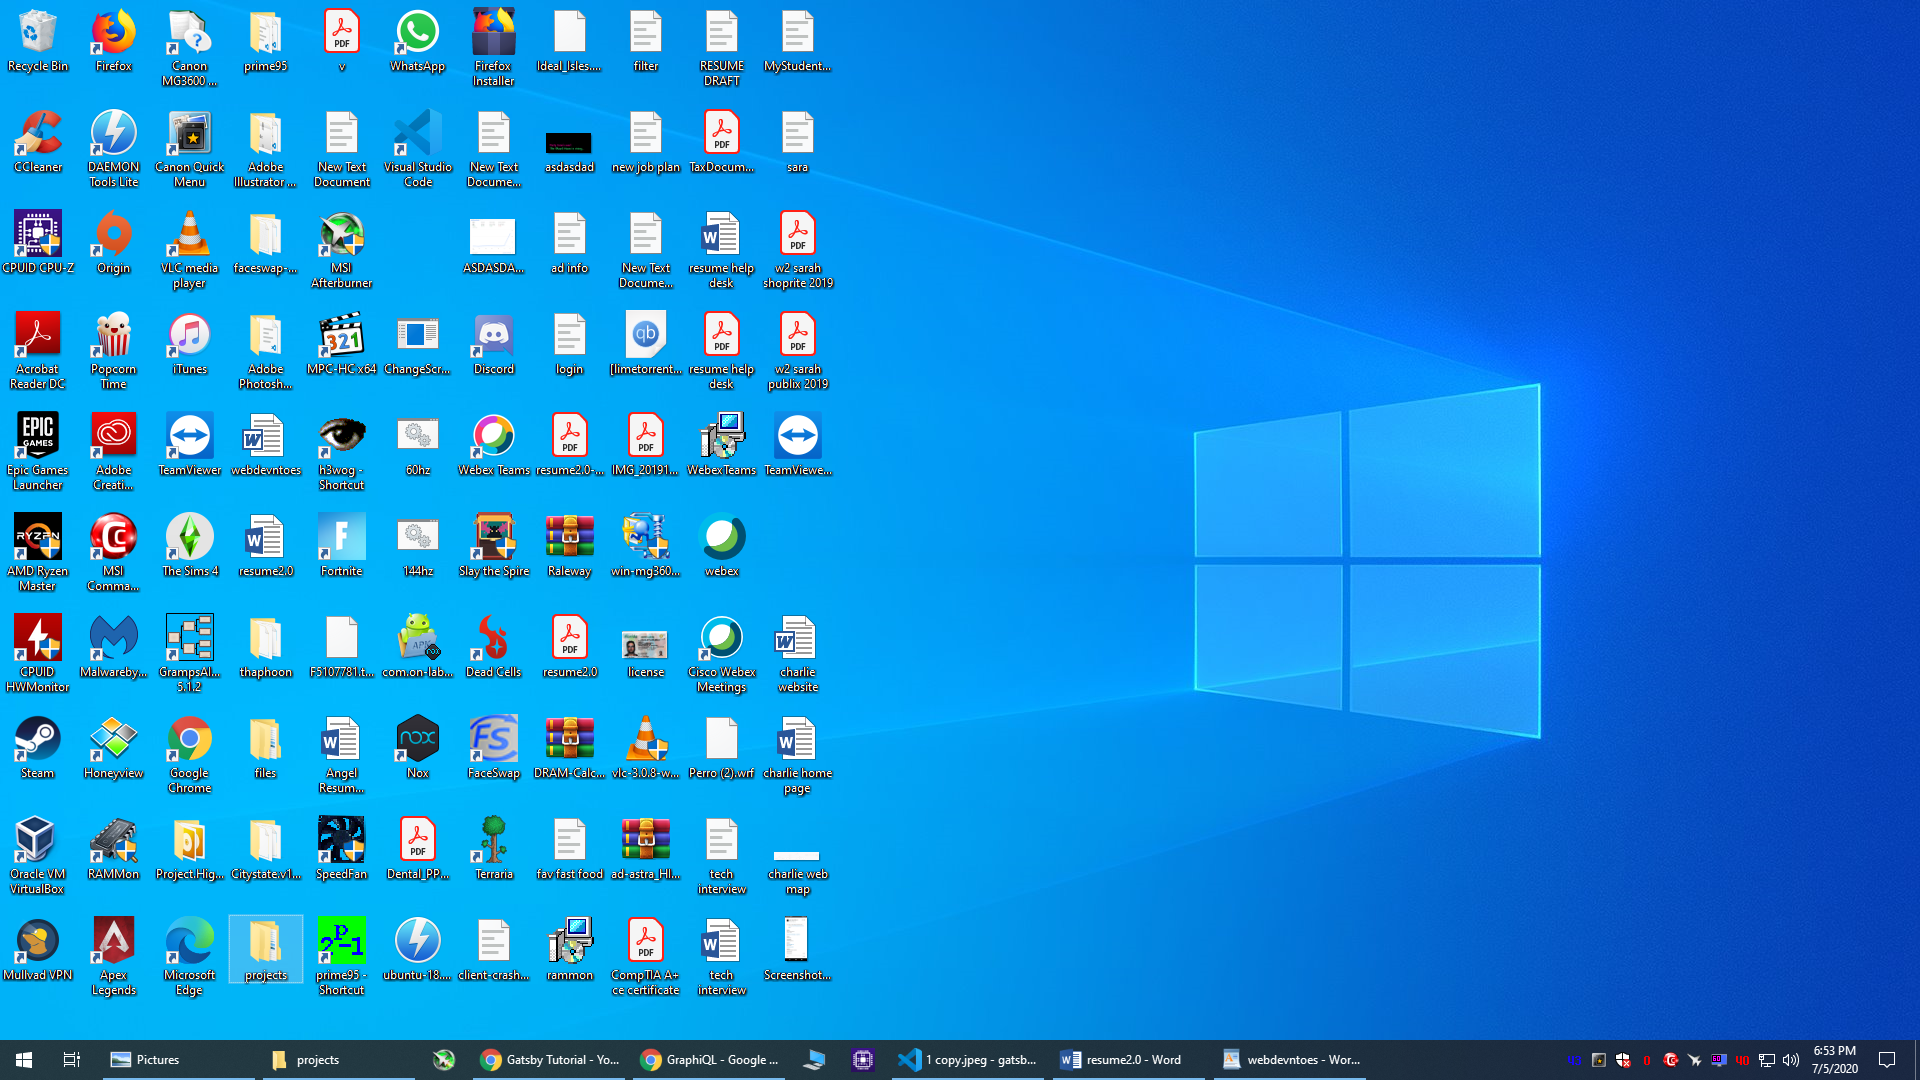 Recycle Bin
Firefox
Canon
MG3600 ...
prime95
v
WhatsApp
Firefox
Installer
Ideal_Isles....
filter
RESUME
DRAFT
MyStudent...
CCleaner
DAEMON
Tools Lite
Canon Quick
Menu
Adobe
Illustrator ...
New Text
Document
Visual Studio
Code
New Text
Docume...
asdasdad
new job plan
TaxDocum...
sara
CPUID CPU-Z
Origin
VLC media
player
faceswap-...
MSI
Afterburner
ASDASDA...
ad info
New Text
Docume...
resume help
desk
w2 sarah
shoprite 2019
Acrobat
Reader DC
Popcorn
Time
iTunes
Adobe
Photosh...
MPC-HC x64
ChangeScr...
Discord
login
[limetorrent...
resume help
desk
w2 sarah
publix 2019
Epic Games
Launcher
Adobe
Creati...
TeamViewer
webdevntoes
h3wog -
Shortcut
60hz
Webex Teams
resume2.0-...
IMG_20191...
WebexTeams
TeamViewe...
AMD Ryzen
Master
MSI
Comma...
The Sims 4
resume2.0
Fortnite
144hz
Slay the Spire
Raleway
win-mg360...
webex
CPUID
HWMonitor
Malwareby...
GrampsAI...
5.1.2
thaphoon
F5107781.t...
com.on-lab...
Dead Cells
resume2.0
license
Cisco Webex
Meetings
charlie
website
Steam
Honeyview
Google
Chrome
files
Angel
Resum...
Nox
FaceSwap
DRAM-Calc...
vlc-3.0.8-w...
Perro (2).wrf
charlie home
page
Oracle VM
VirtualBox
RAMMon
Project.Hig...
Citystate.v1...
SpeedFan
Dental_PP...
Terraria
fav fast food
ad-astra_HI...
tech
interview
charlie web
map
Mullvad VPN
Apex
Legends
Microsoft
Edge
projects
prime95 -
Shortcut
ubuntu-18....
client-crash...
rammon
CompTIA A+
ce certificate
tech
interview
Screenshot...
Pictures
projects
Gatsby Tutorial - Yo...
GraphiQL - Google ...
1 copy.jpeg - gatsb...
resume2.0 - Word
webdevntoes - Wor...
0
40
6:53 PM
7/5/2020